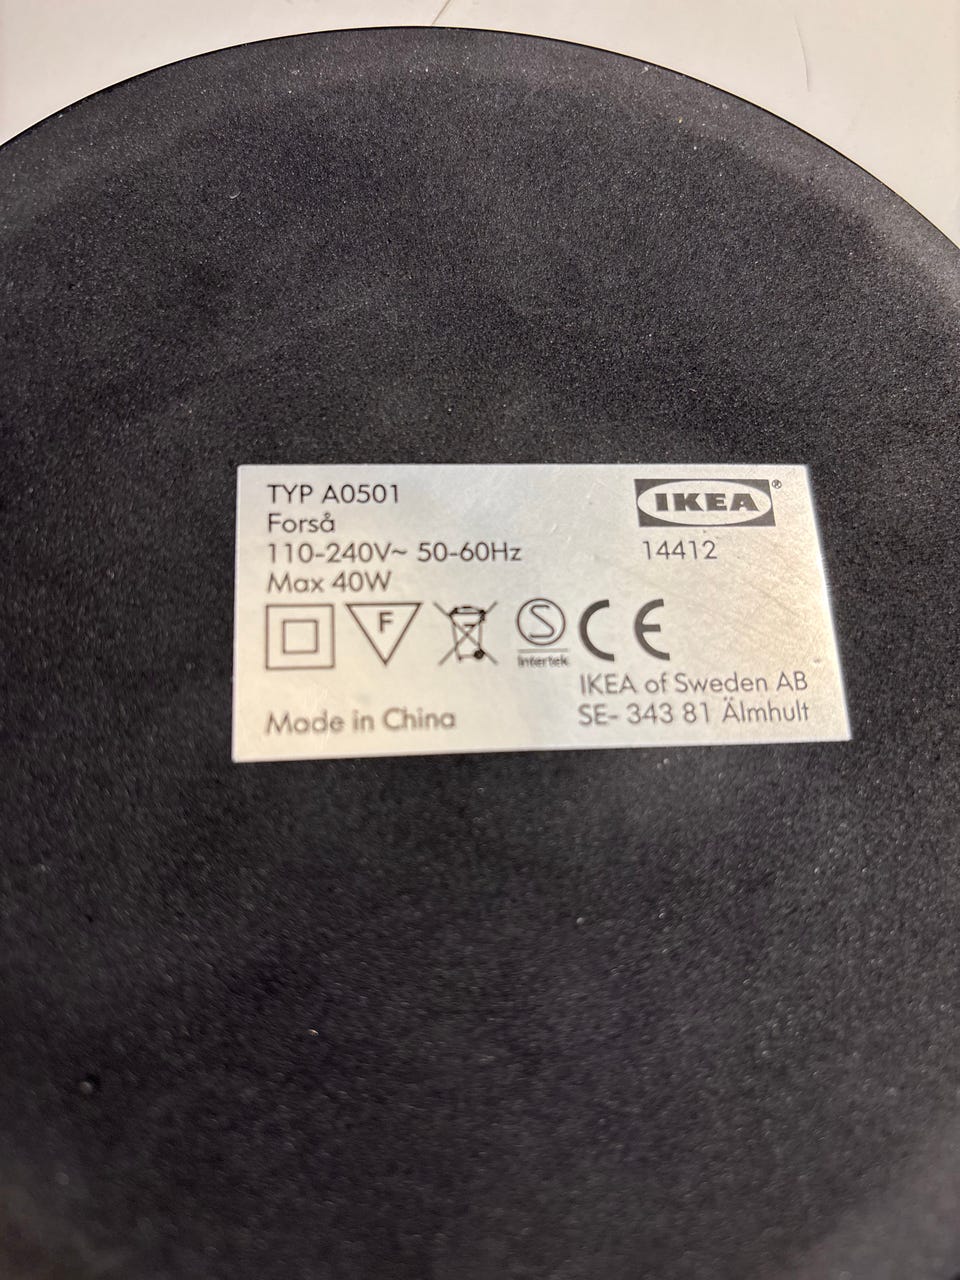 TYP A0501
Forså
110-240V~ 50-60Hz
Max 40W
IKEA®
14412
F
S
Intertek
CE
Made in China
IKEA of Sweden AB
SE- 343 81 Älmhult